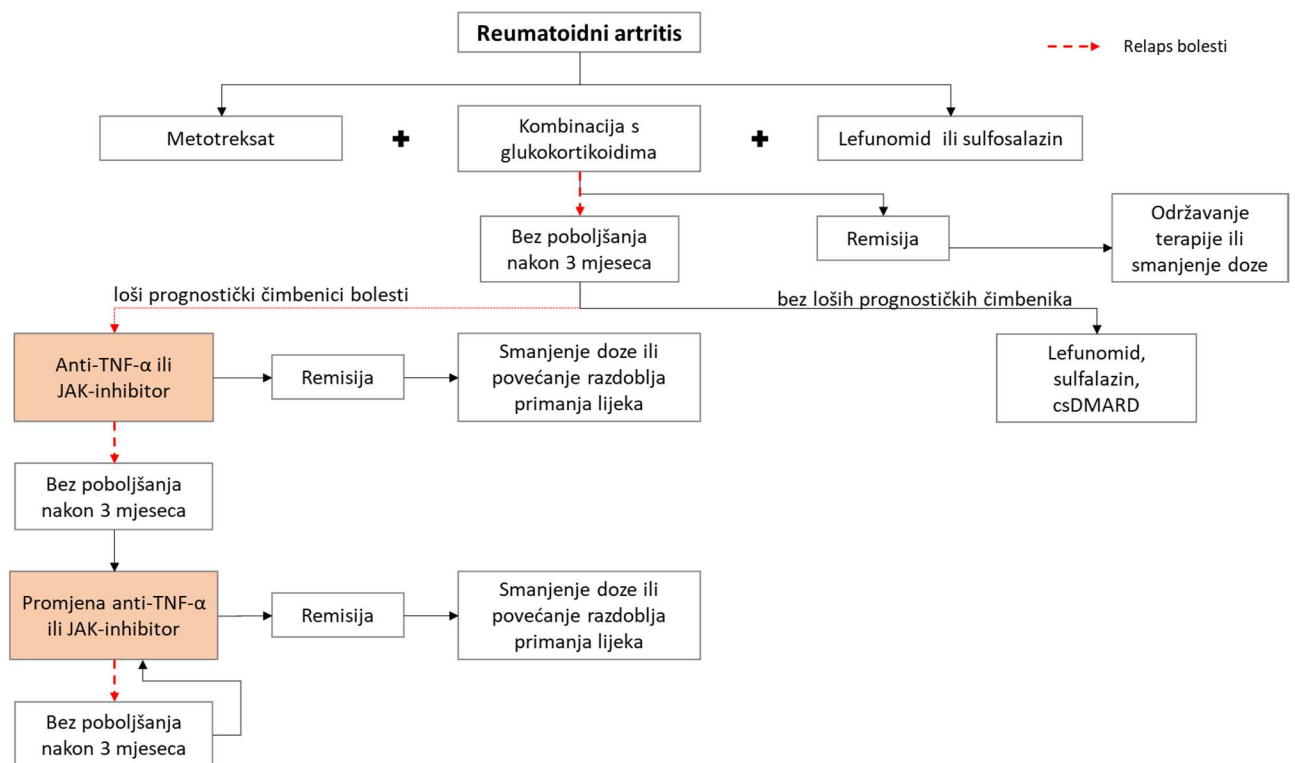 Reumatoidni artritis
Relaps bolesti
Metotreksat
+
Kombinacija s
glukokortikoidima
+
Lefunomid ili sulfosalazin
Bez poboljšanja
nakon 3 mjeseca
Remisija
Održavanje
terapije ili
smanjenje doze
loši prognostički čimbenici bolesti
bez loših prognostičkih čimbenika
Anti-TNF-α ili
JAK-inhibitor
Remisija
Smanjenje doze ili
povećanje razdoblja
primanja lijeka
Lefunomid,
sulfalazin,
csDMARD
Bez poboljšanja
nakon 3 mjeseca
Promjena anti-TNF-α
ili JAK-inhibitor
Remisija
Smanjenje doze ili
povećanje razdoblja
primanja lijeka
Bez poboljšanja
nakon 3 mjeseca